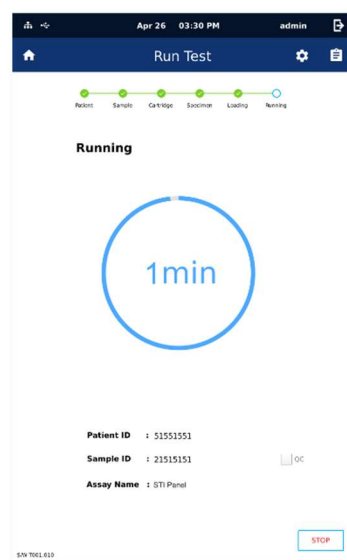 Apr 26 03:30 PM admin
Run Test
Patient Sample Cartridge Specimen Loading Running
Running
1min
Patient ID : 51551551
Sample ID : 21515151 QC
Assay Name : STI Panel
STOP
SAV T001.010